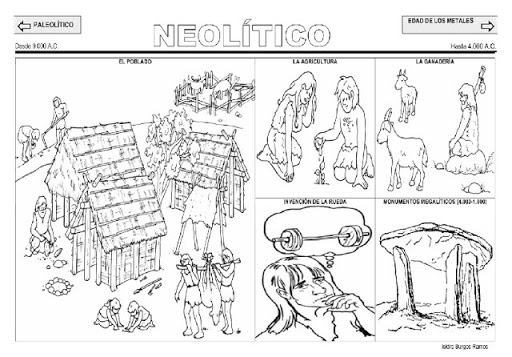 PALEOLÍTICO
NEOLÍTICO
EDAD DE LOS METALES
Desde 9.000 A.C.
Hasta 4.000 A.C.
EL POBLADO
LA AGRICULTURA
LA GANADERÍA
INVENCIÓN DE LA RUEDA
MONUMENTOS MEGALÍTICOS (4.000-1.800)
Isidro Burgos Ramos